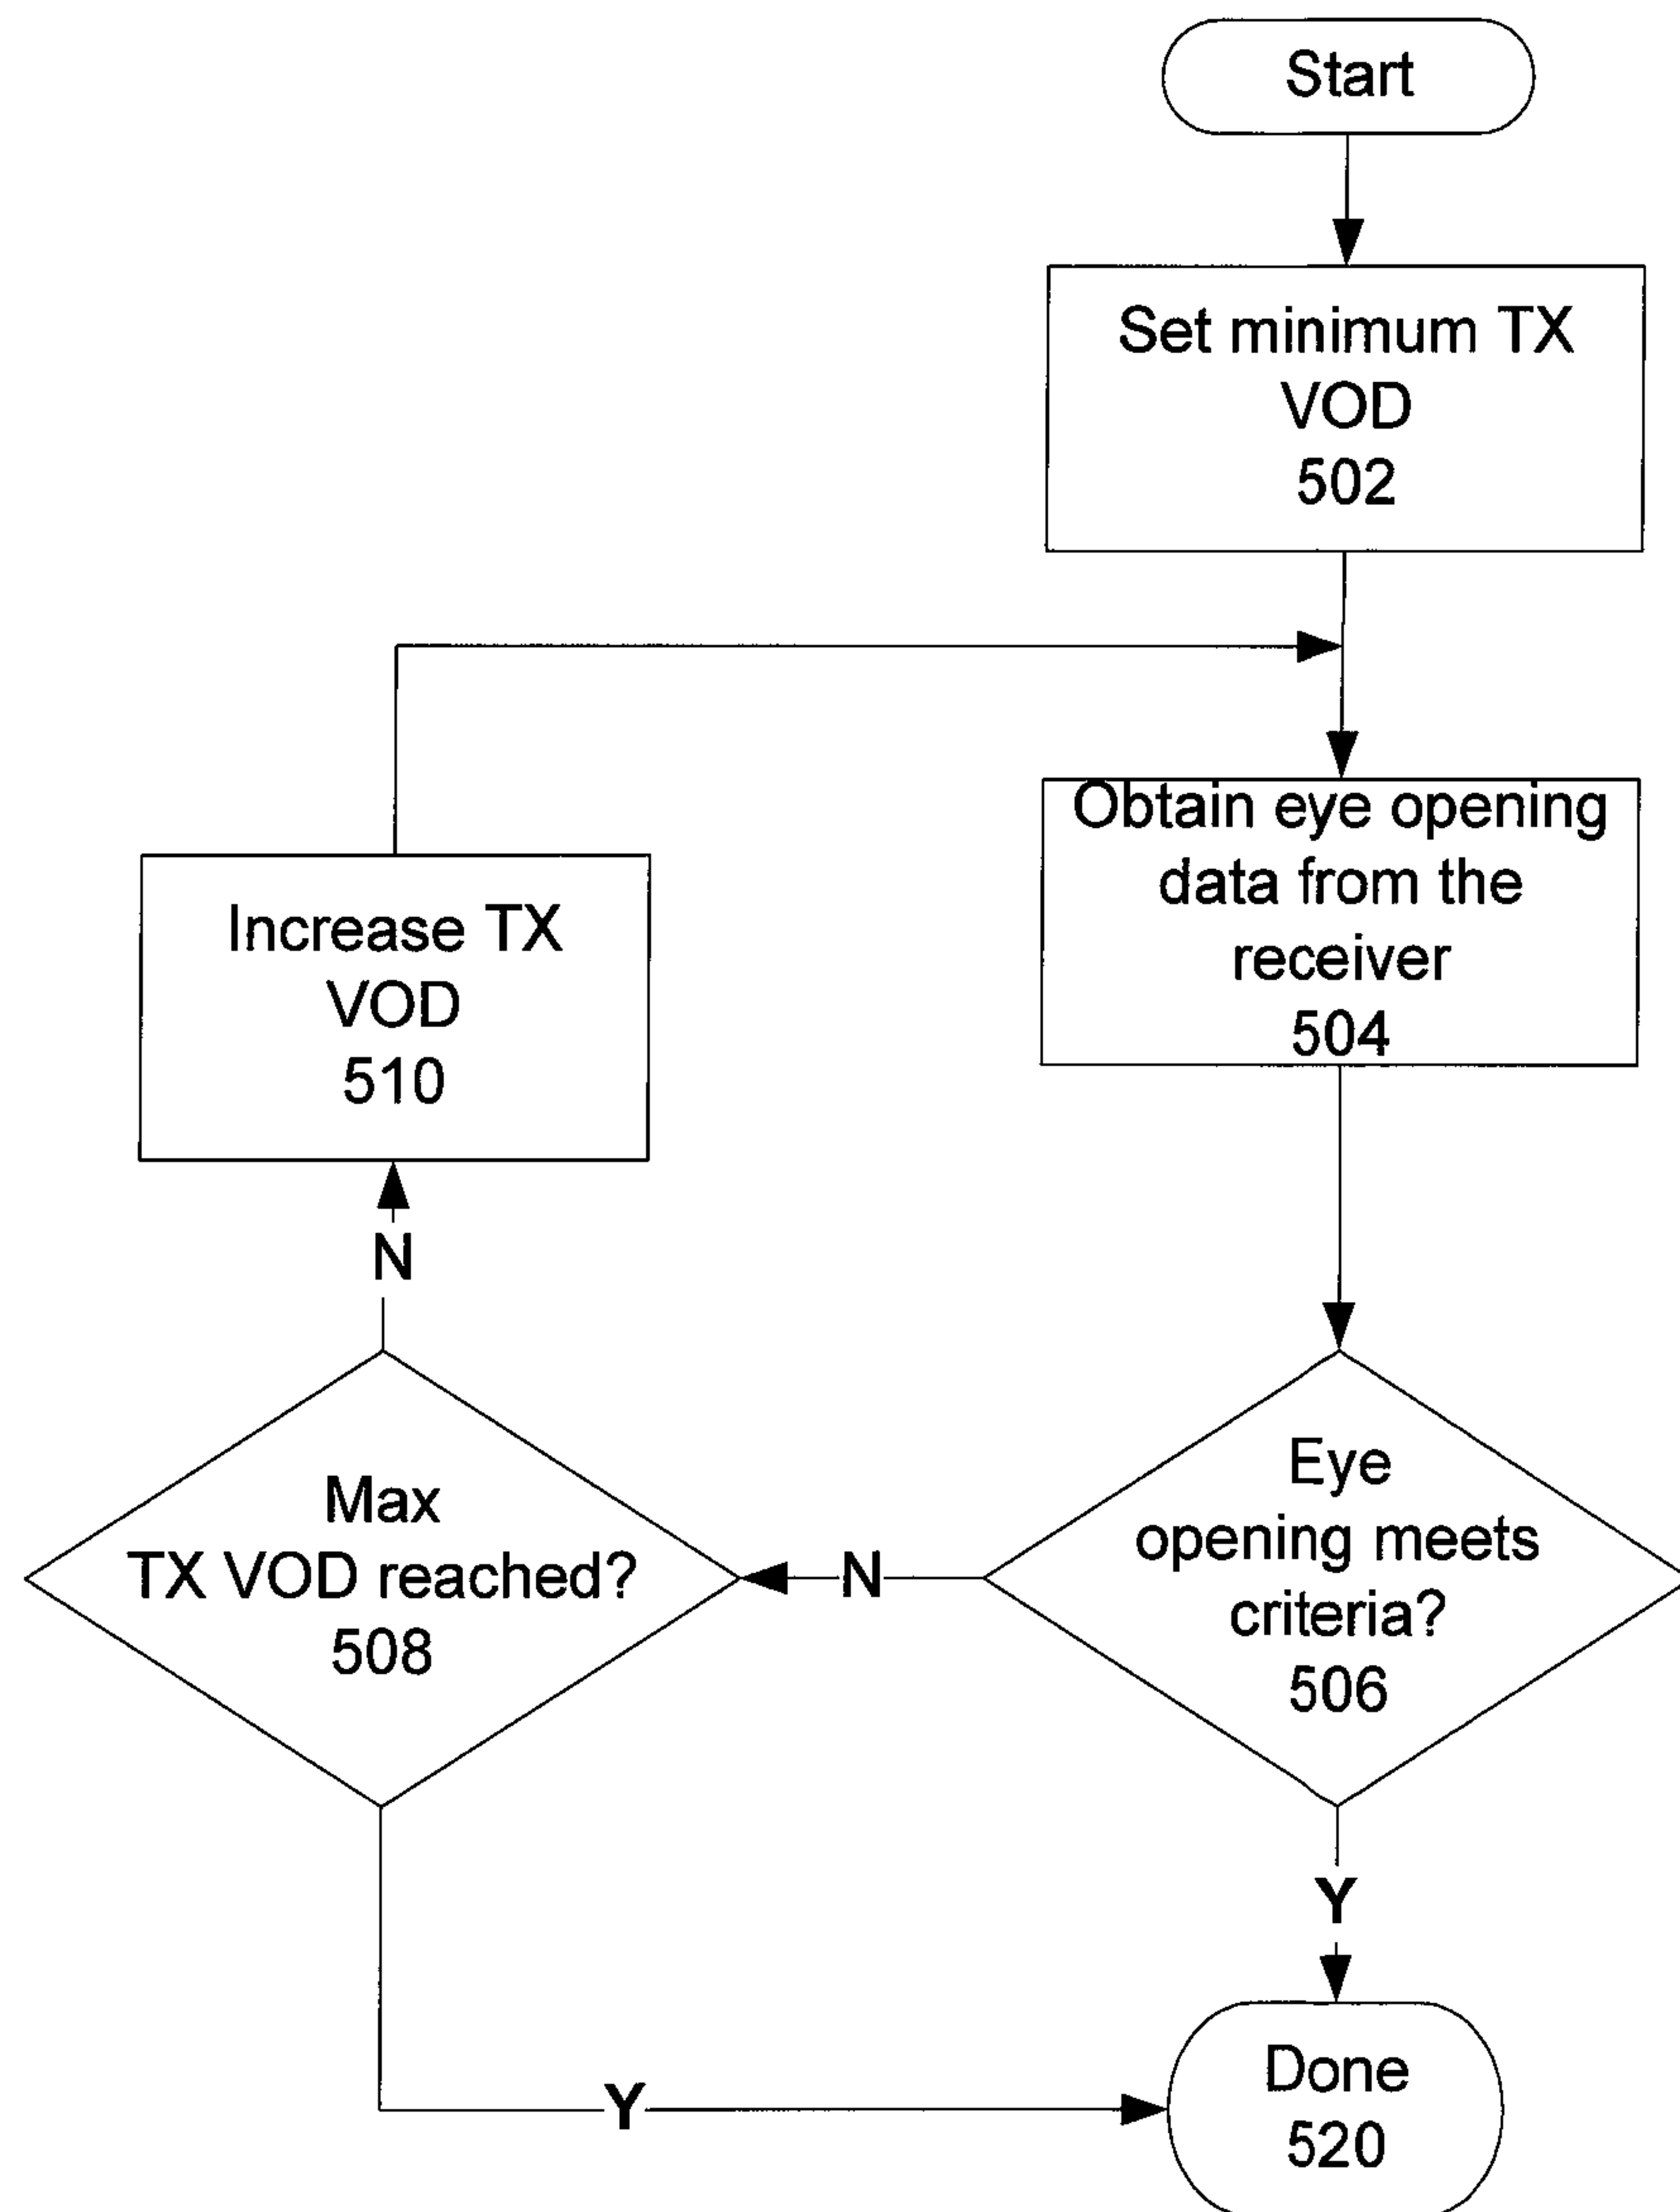 Start
Set minimum TX
VOD
502
Obtain eye opening
data from the
receiver
504
Increase TX
VOD
510
N
Eye
opening meets
criteria?
506
N
Max
TX VOD reached?
508
Y
Y
Done
520